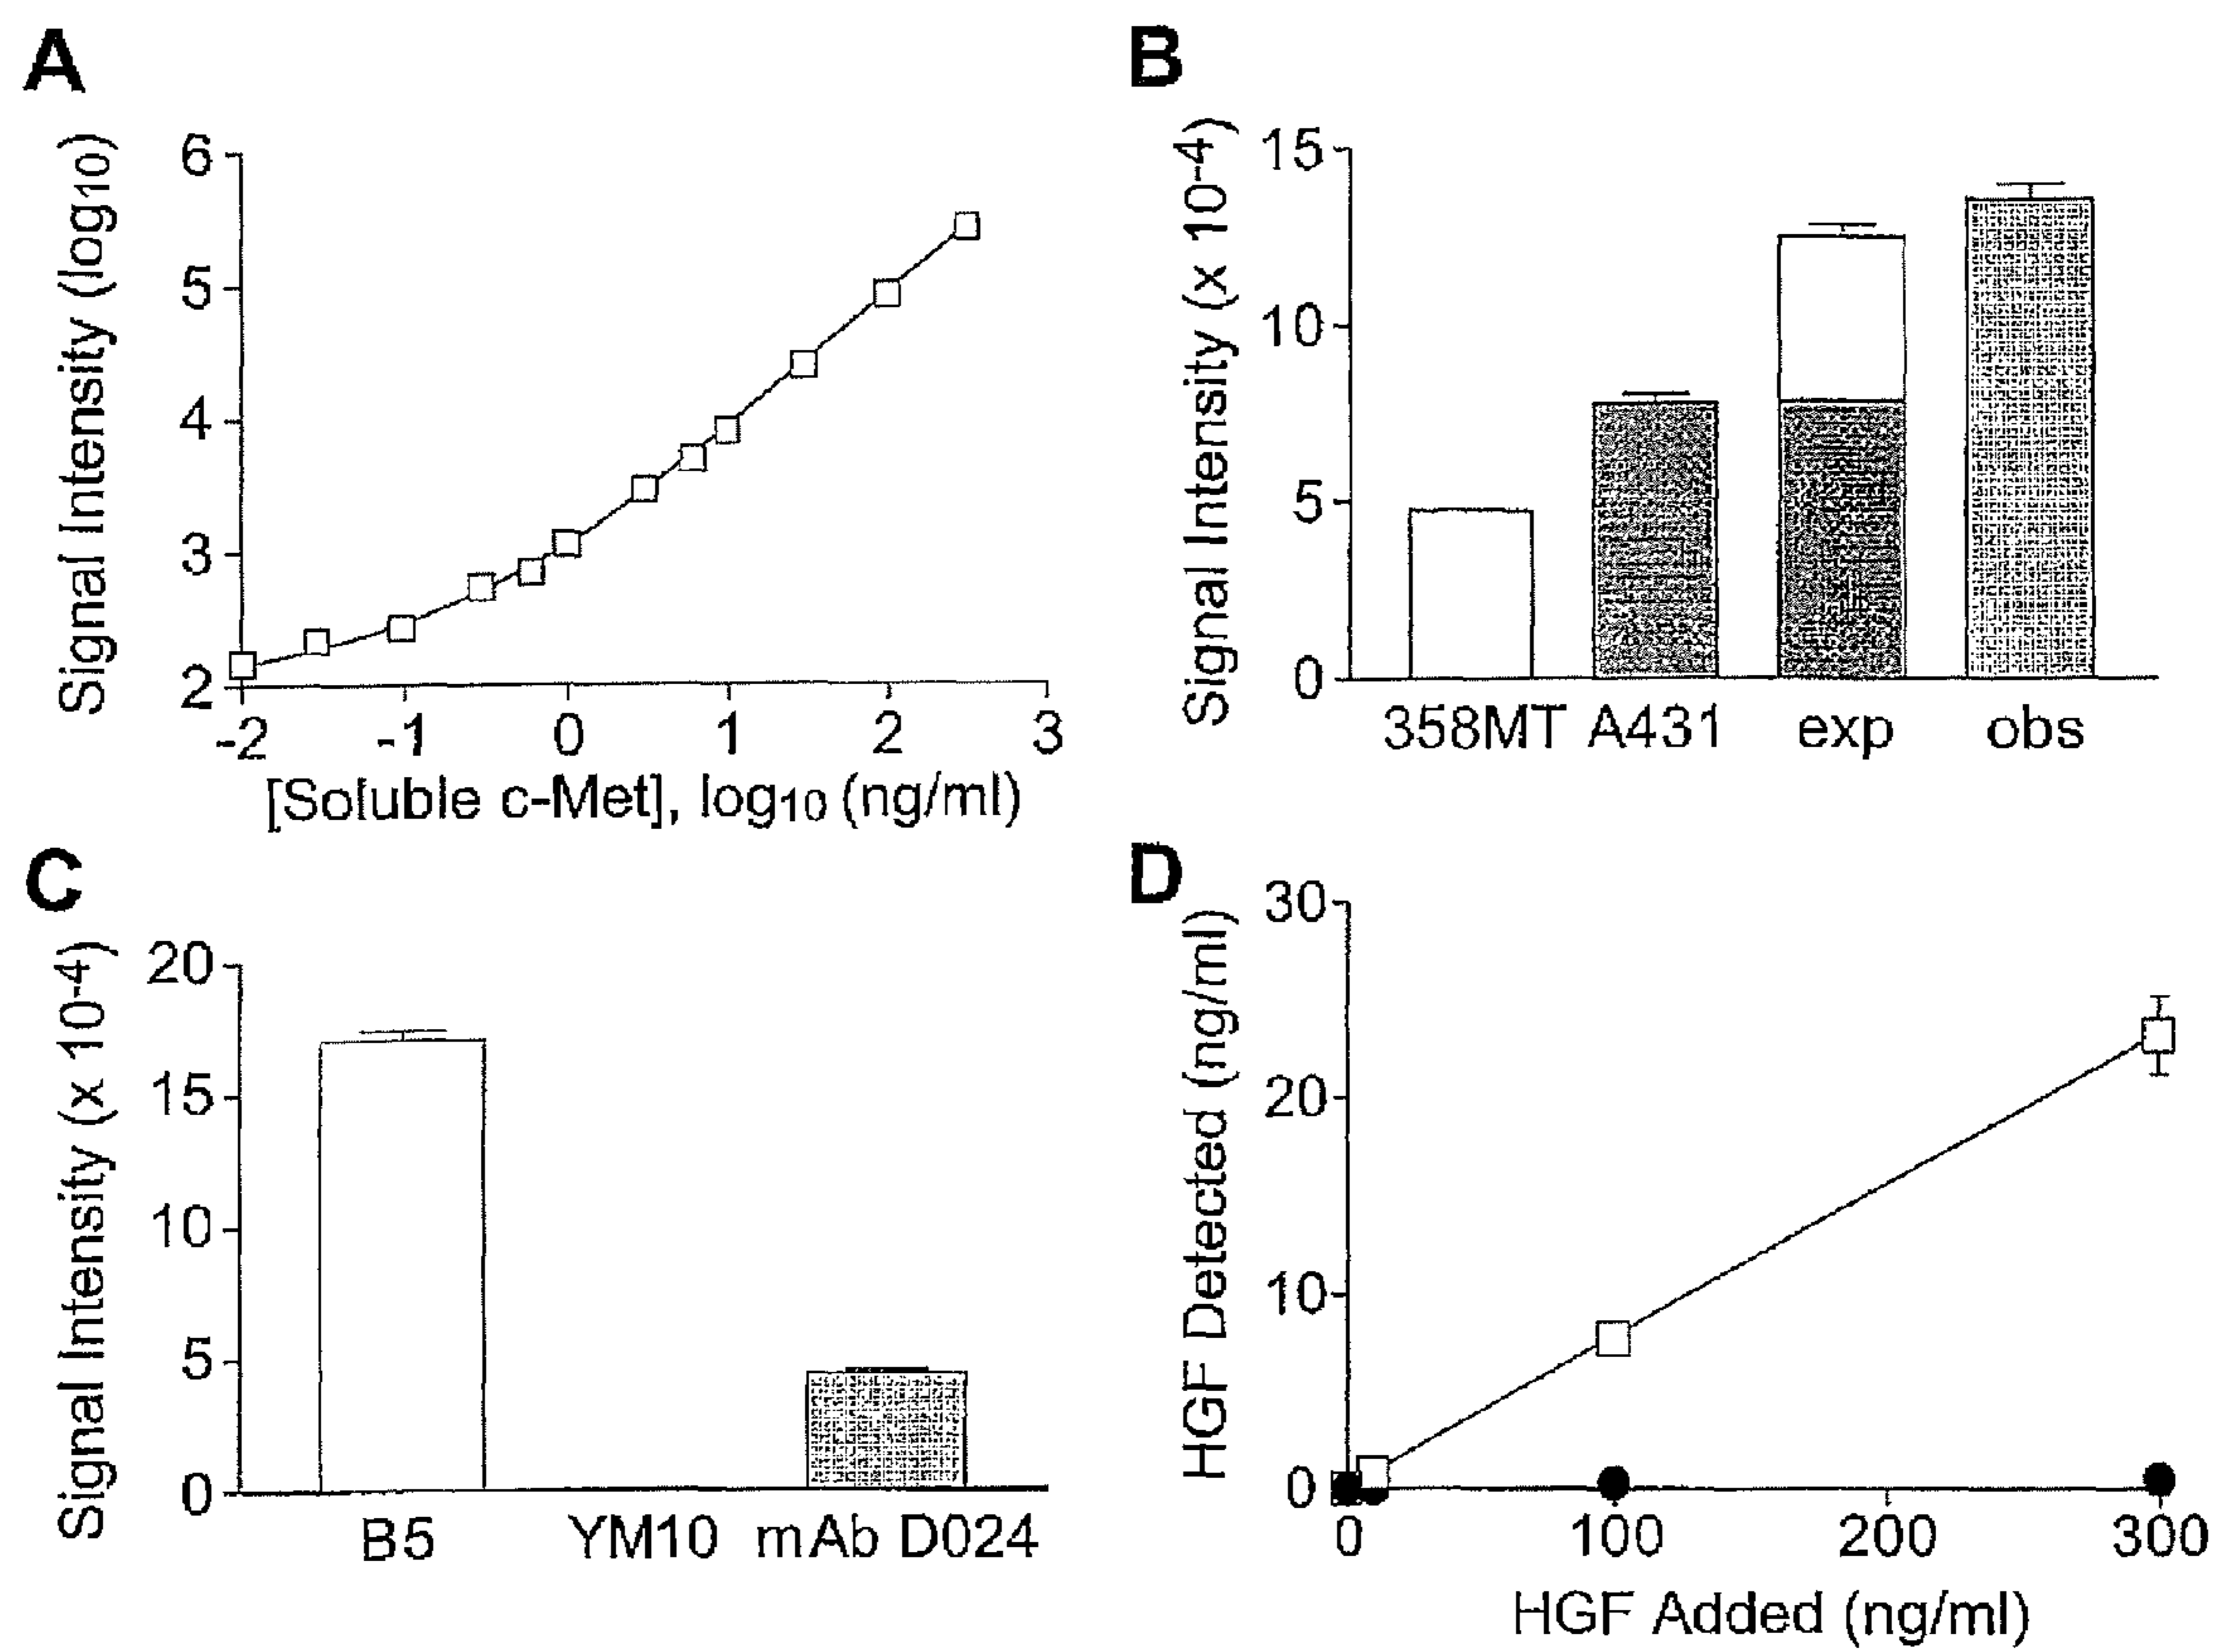 A
Signal Intensity (log10)
6
5
4
3
2
-2 -1 0 1 2 3
[Soluble c-Met], log10 (ng/ml)
B
Signal Intensity (x 10-4)
15
10
5
0
358MT A431 exp obs
C
Signal Intensity (x 10-4)
20
15
10
5
0
B5 YM10 mAb D024
D
HGF Detected (ng/ml)
30
20
10
0
0 100 200 300
HGF Added (ng/ml)